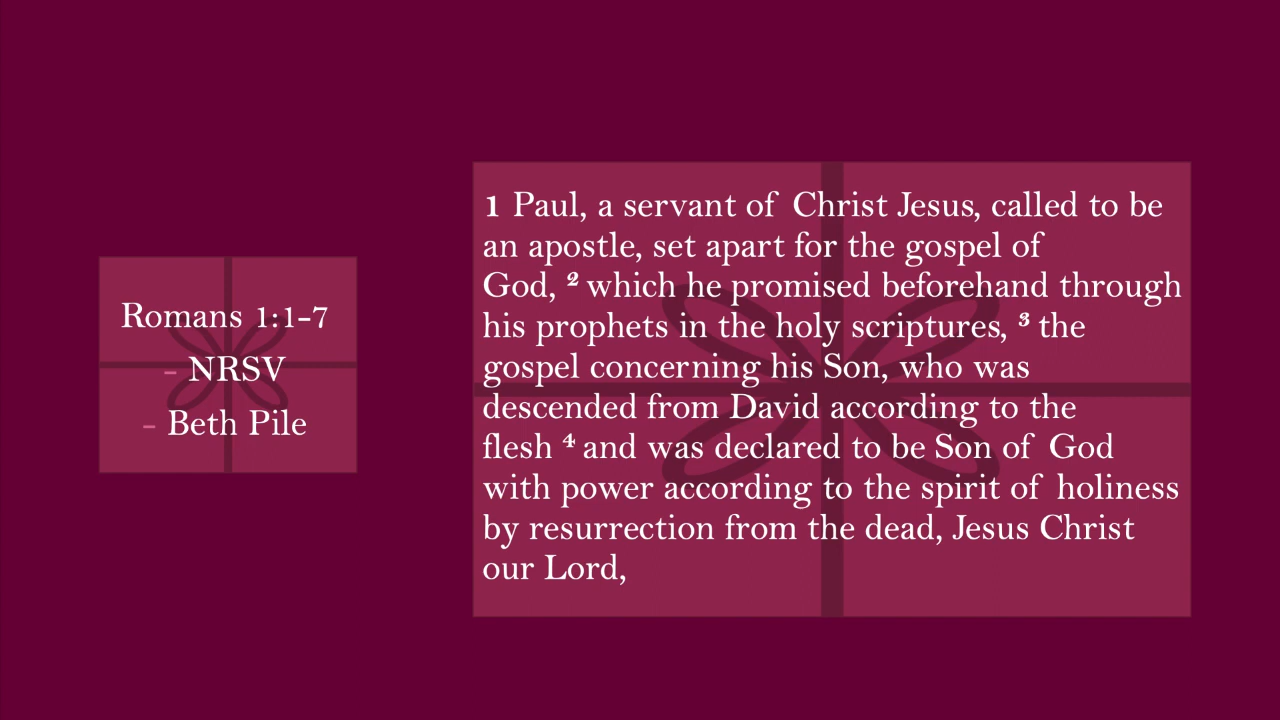 Romans 1:1-7
- NRSV
- Beth Pile
1 Paul, a servant of Christ Jesus, called to be
an apostle, set apart for the gospel of
God, 2 which he promised beforehand through
his prophets in the holy scriptures, 3 the
gospel concerning his Son, who was
descended from David according to the
flesh 4 and was declared to be Son of God
with power according to the spirit of holiness
by resurrection from the dead, Jesus Christ
our Lord,